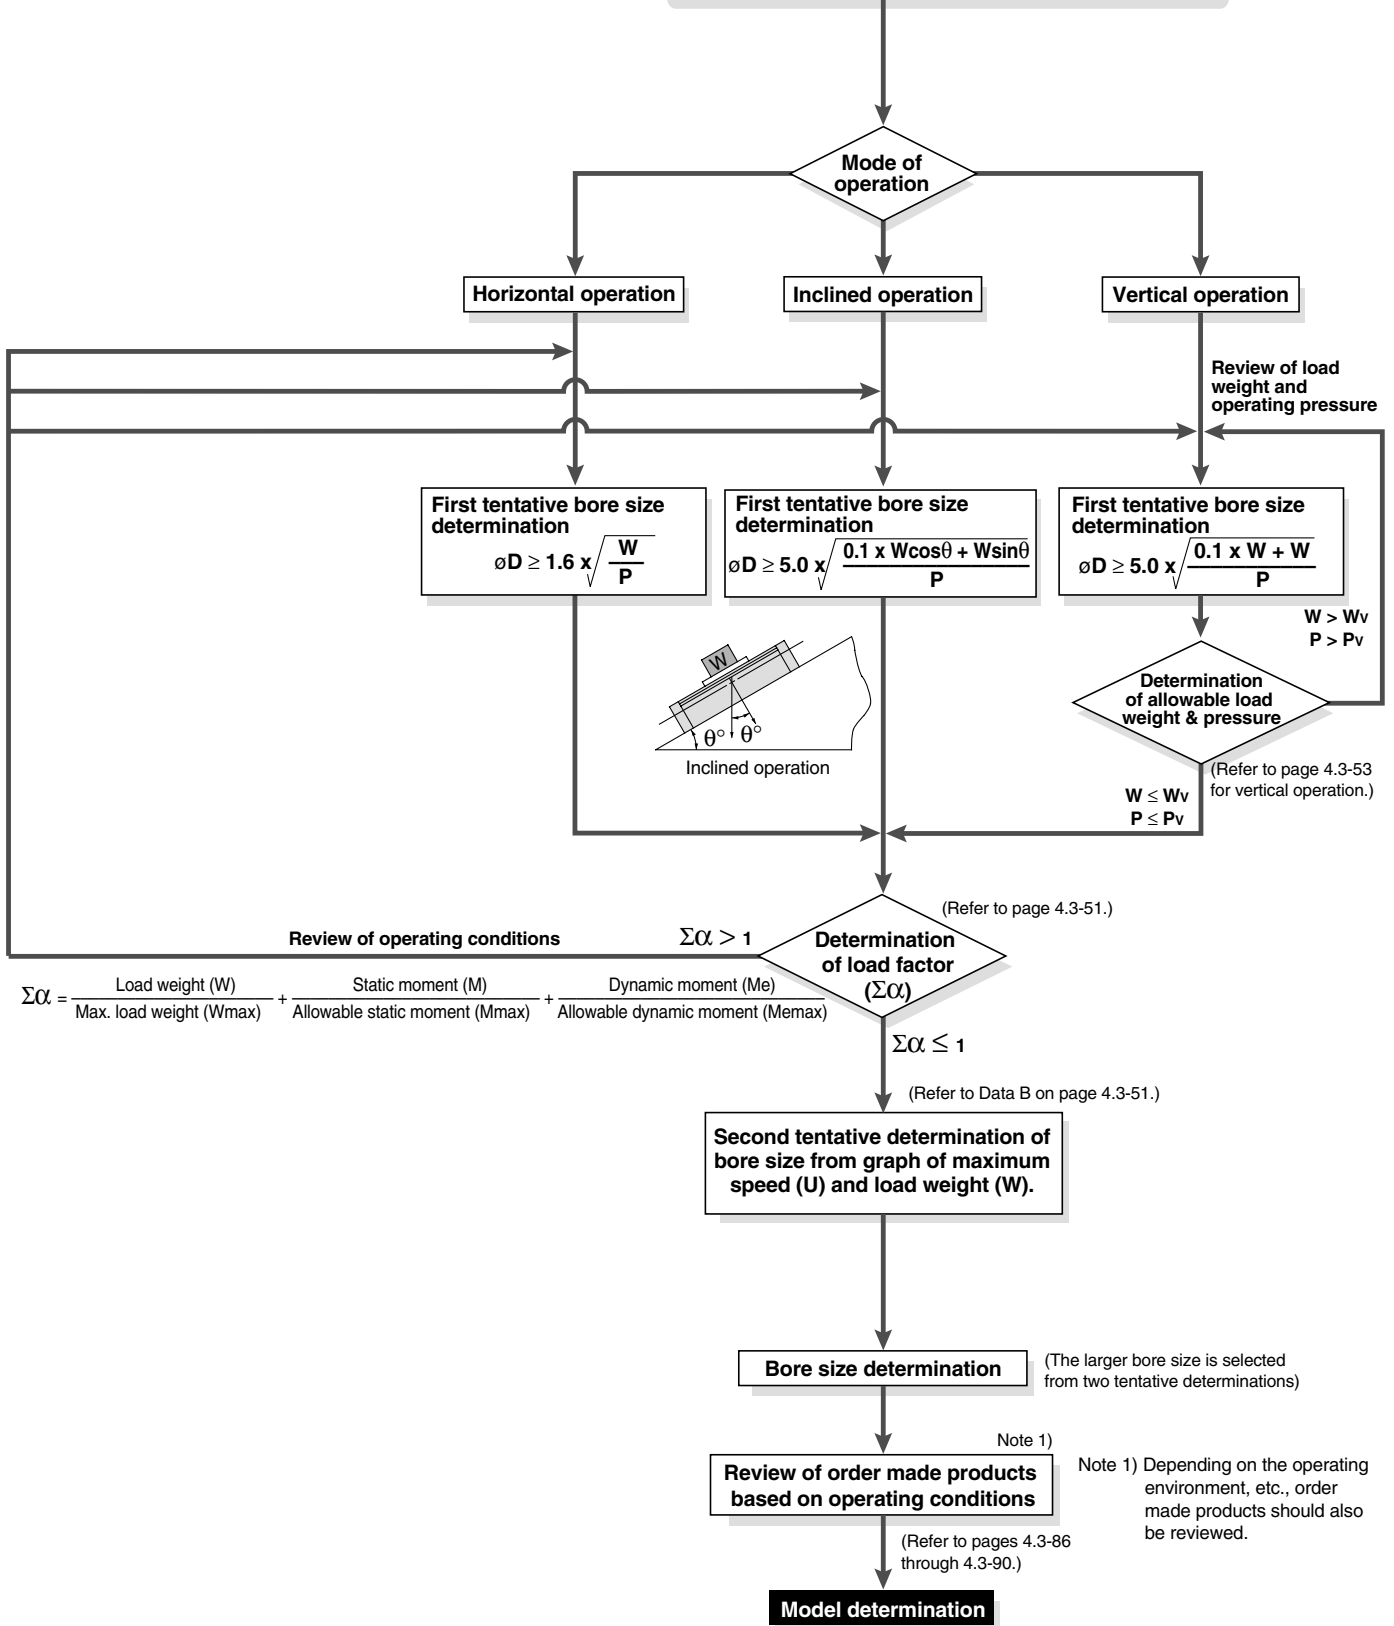 Mode of
operation
Horizontal operation
Inclined operation
Vertical operation
Review of load
weight and
operating pressure
First tentative bore size
determination
øD ≥ 1.6 x √ W / P
First tentative bore size
determination
øD ≥ 5.0 x √ 0.1 x Wcosθ + Wsinθ / P
First tentative bore size
determination
øD ≥ 5.0 x √ 0.1 x W + W / P
W > Wv
P > Pv
W
θ° θ°
Inclined operation
Determination
of allowable load
weight & pressure
(Refer to page 4.3-53
for vertical operation.)
W ≤ Wv
P ≤ Pv
(Refer to page 4.3-51.)
Review of operating conditions
Σα > 1
Determination
of load factor
(Σα)
Σα = Load weight (W) / Max. load weight (Wmax) + Static moment (M) / Allowable static moment (Mmax) + Dynamic moment (Me) / Allowable dynamic moment (Memax)
Σα ≤ 1
(Refer to Data B on page 4.3-51.)
Second tentative determination of
bore size from graph of maximum
speed (U) and load weight (W).
Bore size determination
(The larger bore size is selected
from two tentative determinations)
Note 1)
Review of order made products
based on operating conditions
Note 1) Depending on the operating
environment, etc., order
made products should also
be reviewed.
(Refer to pages 4.3-86
through 4.3-90.)
Model determination